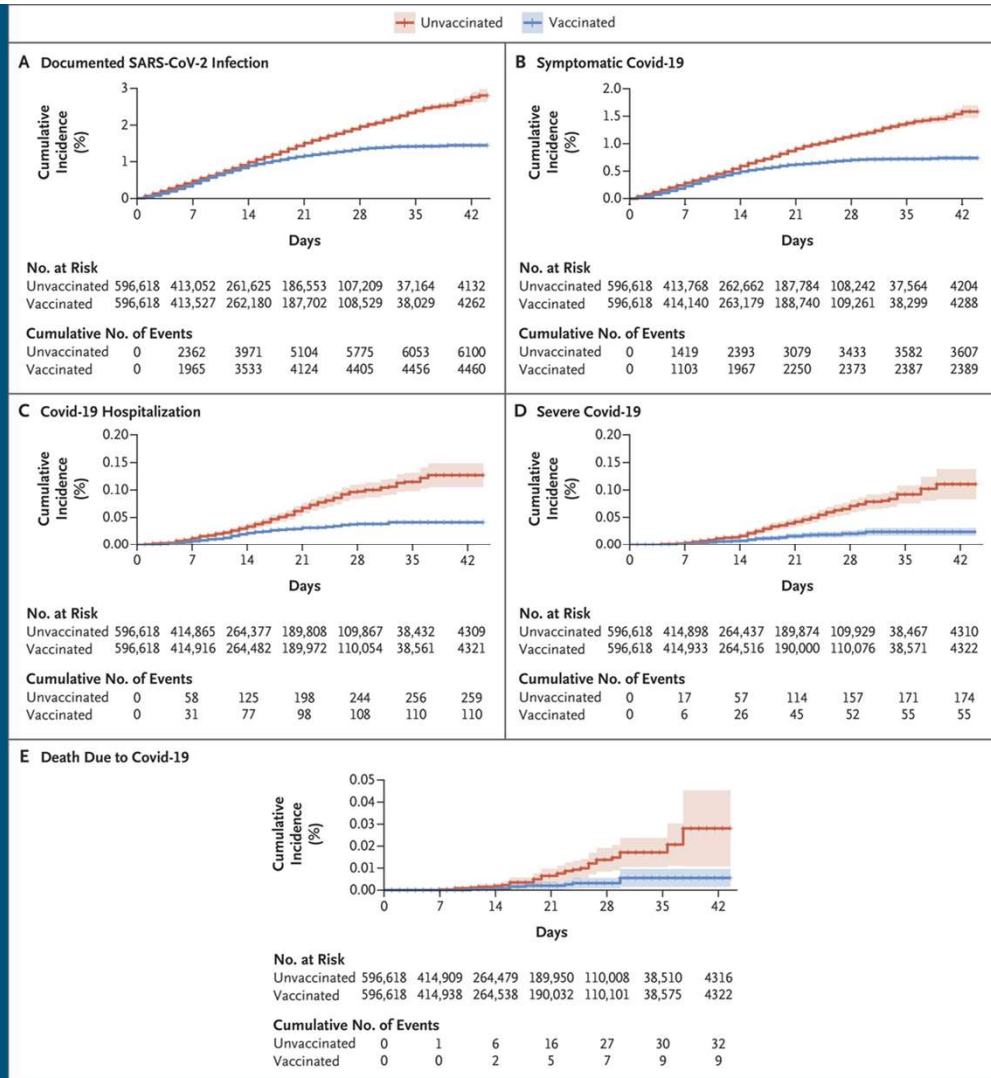 Unvaccinated Vaccinated
A Documented SARS-CoV-2 Infection
Cumulative Incidence (%)
3
2
1
0
0 7 14 21 28 35 42
Days
No. at Risk
Unvaccinated 596,618 413,052 261,625 186,553 107,209 37,164 4132
Vaccinated 596,618 413,527 262,180 187,702 108,529 38,029 4262
Cumulative No. of Events
Unvaccinated 0 2362 3971 5104 5775 6053 6100
Vaccinated 0 1965 3533 4124 4405 4456 4460
B Symptomatic Covid-19
Cumulative Incidence (%)
2.0
1.5
1.0
0.5
0.0
0 7 14 21 28 35 42
Days
No. at Risk
Unvaccinated 596,618 413,768 262,662 187,784 108,242 37,564 4204
Vaccinated 596,618 414,140 263,179 188,740 109,261 38,299 4288
Cumulative No. of Events
Unvaccinated 0 1419 2393 3079 3433 3582 3607
Vaccinated 0 1103 1967 2250 2373 2387 2389
C Covid-19 Hospitalization
Cumulative Incidence (%)
0.20
0.15
0.10
0.05
0.00
0 7 14 21 28 35 42
Days
No. at Risk
Unvaccinated 596,618 414,865 264,377 189,808 109,867 38,432 4309
Vaccinated 596,618 414,916 264,482 189,972 110,054 38,561 4321
Cumulative No. of Events
Unvaccinated 0 58 125 198 244 256 259
Vaccinated 0 31 77 98 108 110 110
D Severe Covid-19
Cumulative Incidence (%)
0.20
0.15
0.10
0.05
0.00
0 7 14 21 28 35 42
Days
No. at Risk
Unvaccinated 596,618 414,898 264,437 189,874 109,929 38,467 4310
Vaccinated 596,618 414,933 264,516 190,000 110,076 38,571 4322
Cumulative No. of Events
Unvaccinated 0 17 57 114 157 171 174
Vaccinated 0 6 26 45 52 55 55
E Death Due to Covid-19
Cumulative Incidence (%)
0.05
0.04
0.03
0.02
0.01
0.00
0 7 14 21 28 35 42
Days
No. at Risk
Unvaccinated 596,618 414,909 264,479 189,950 110,008 38,510 4316
Vaccinated 596,618 414,938 264,538 190,032 110,101 38,575 4322
Cumulative No. of Events
Unvaccinated 0 1 6 16 27 30 32
Vaccinated 0 0 2 5 7 9 9